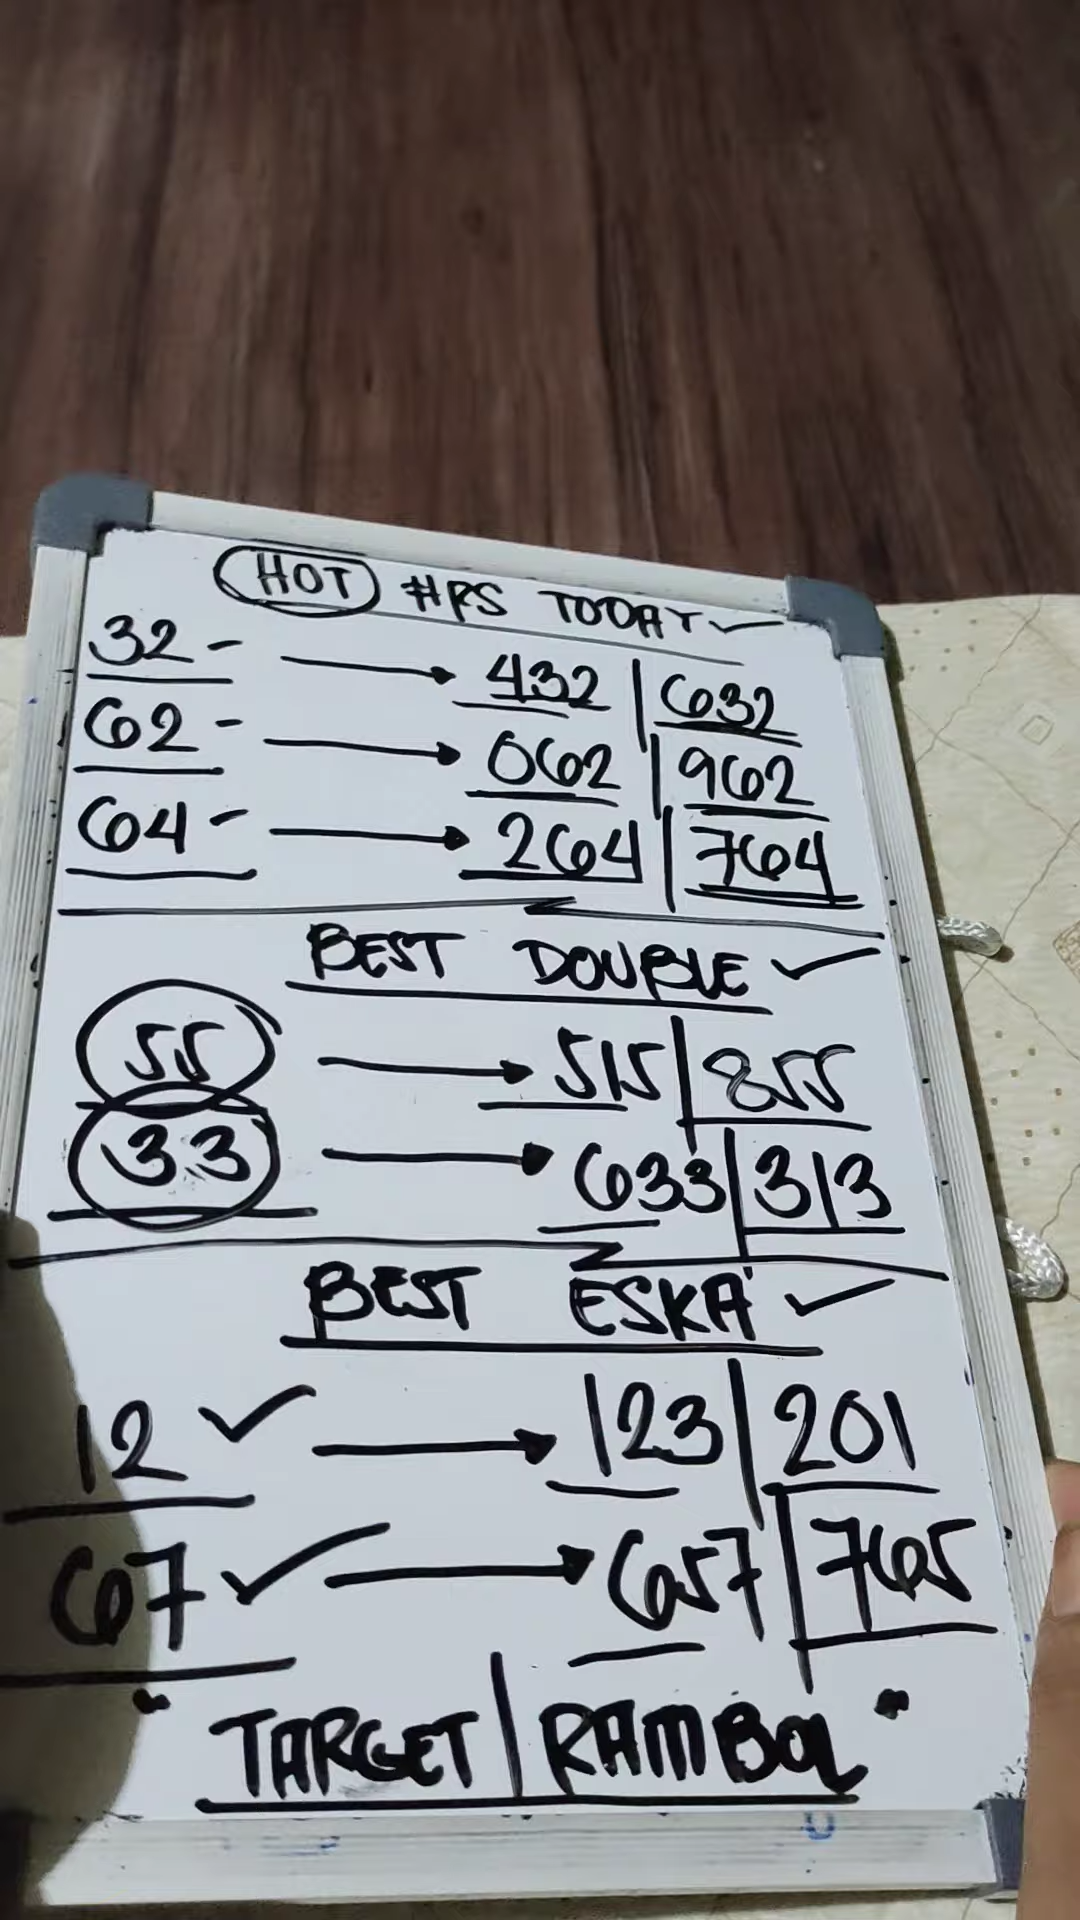 HOT #RS TODAY
32 - 432 | 632
62 - 062 | 962
64 - 264 | 764
BEST DOUBLE
55 515 | 855
33 633 | 313
BEST ESKA
12 123 | 201
67 657 | 765
"TARGET | RAMBOL"